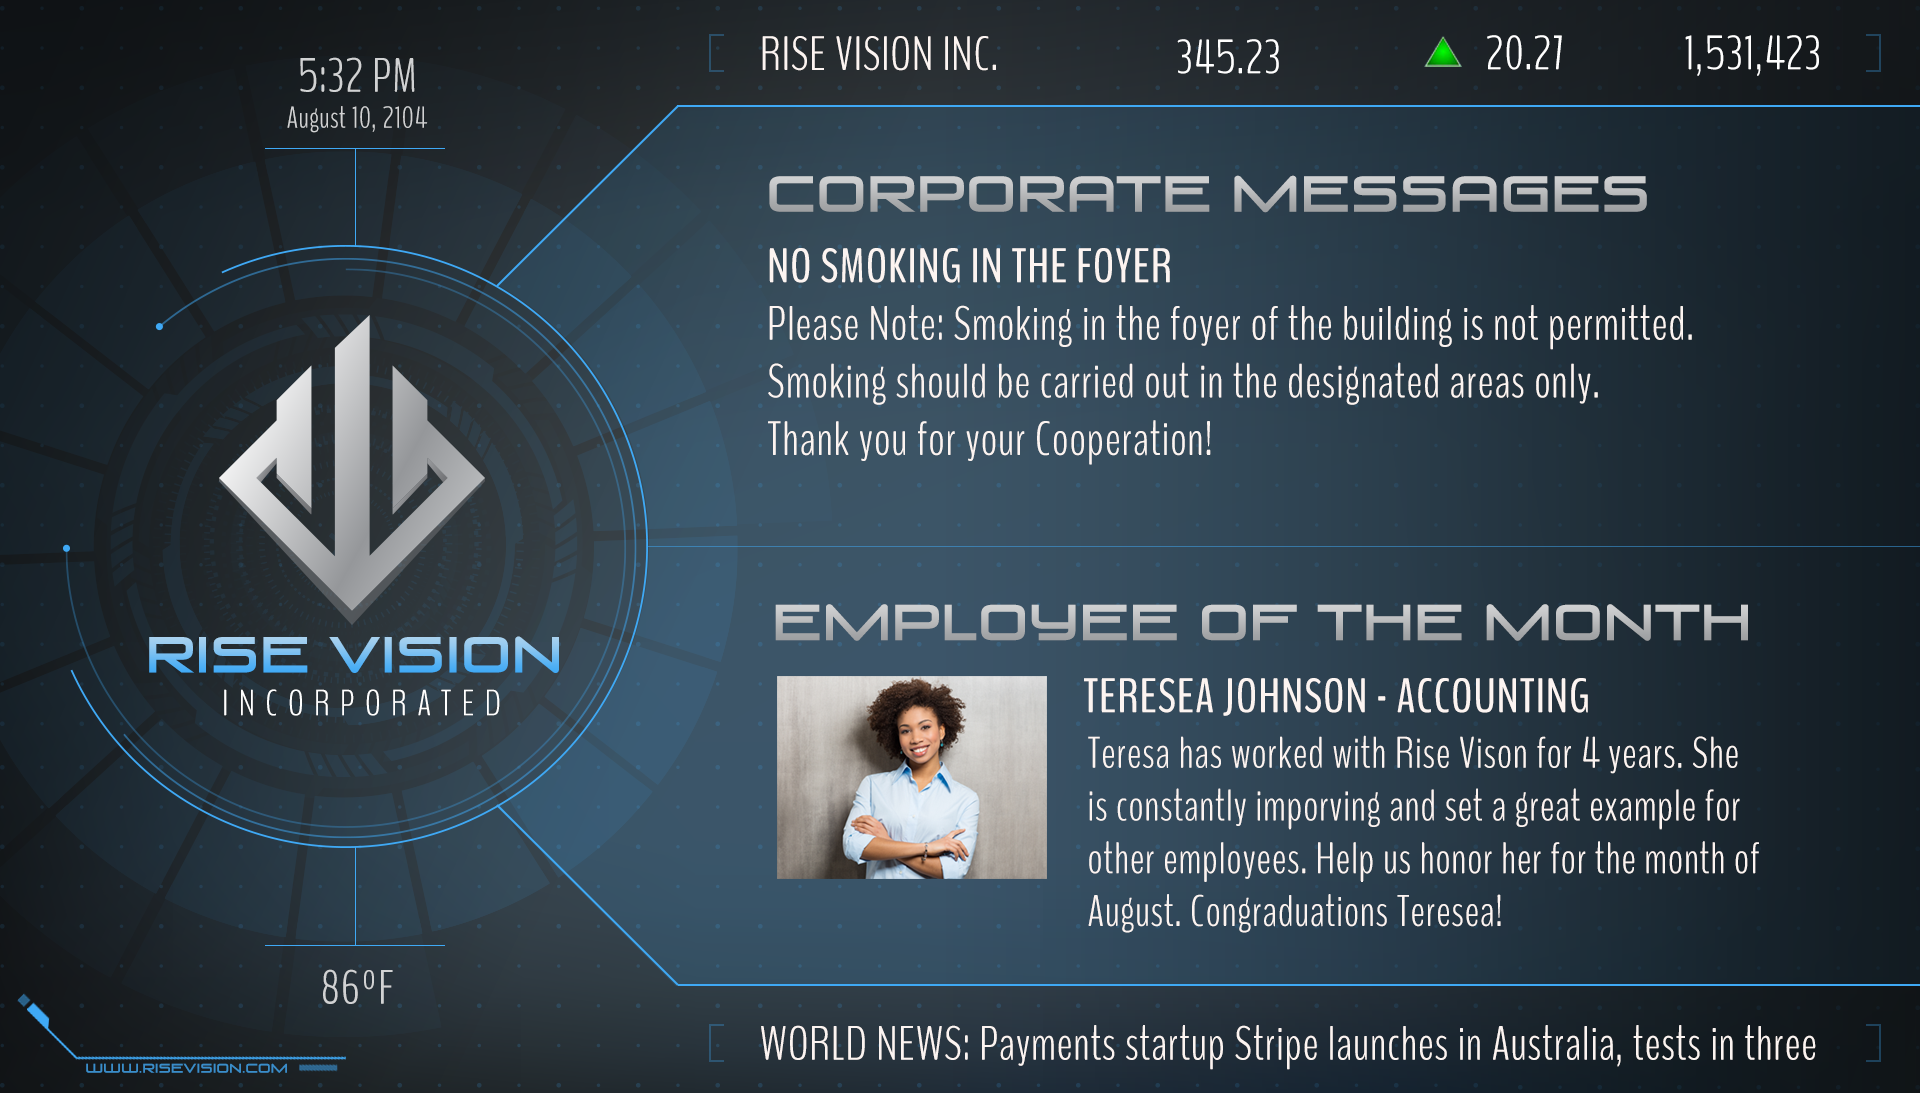 5:32 PM
August 10, 2104
RISE VISION INC. 345.23 20.27 1,531,423
CORPORATE MESSAGES
NO SMOKING IN THE FOYER
Please Note: Smoking in the foyer of the building is not permitted.
Smoking should be carried out in the designated areas only.
Thank you for your Cooperation!
RISE VISION
INCORPORATED
EMPLOYEE OF THE MONTH
TERESEA JOHNSON - ACCOUNTING
Teresa has worked with Rise Vison for 4 years. She
is constantly imporving and set a great example for
other employees. Help us honor her for the month of
August. Congraduations Teresea!
86°F
WWW.RISEVISION.COM
WORLD NEWS: Payments startup Stripe launches in Australia, tests in three